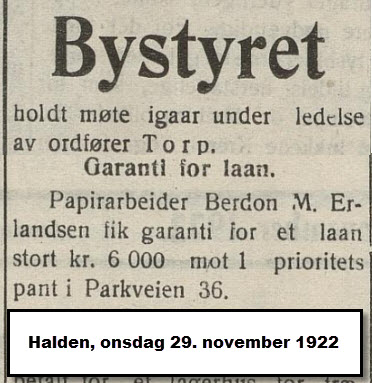 Bystyret
holdt møte igaar under ledelse
av ordfører Torp.
Garanti for laan.
Papirarbeider Berdon M. Er-
landsen fik garanti for et laan
stort kr. 6 000 mot 1 prioritets
pant i Parkveien 36.
Halden, onsdag 29. november 1922